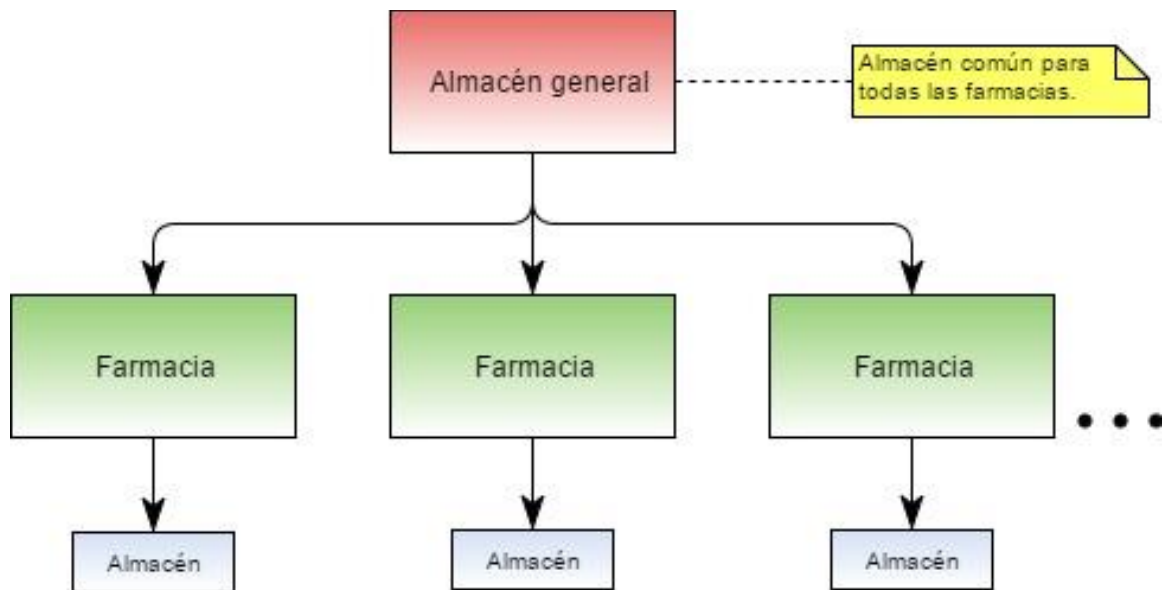 Almacén general
Almacén común para
todas las farmacias.
Farmacia
Farmacia
Farmacia
Almacén
Almacén
Almacén